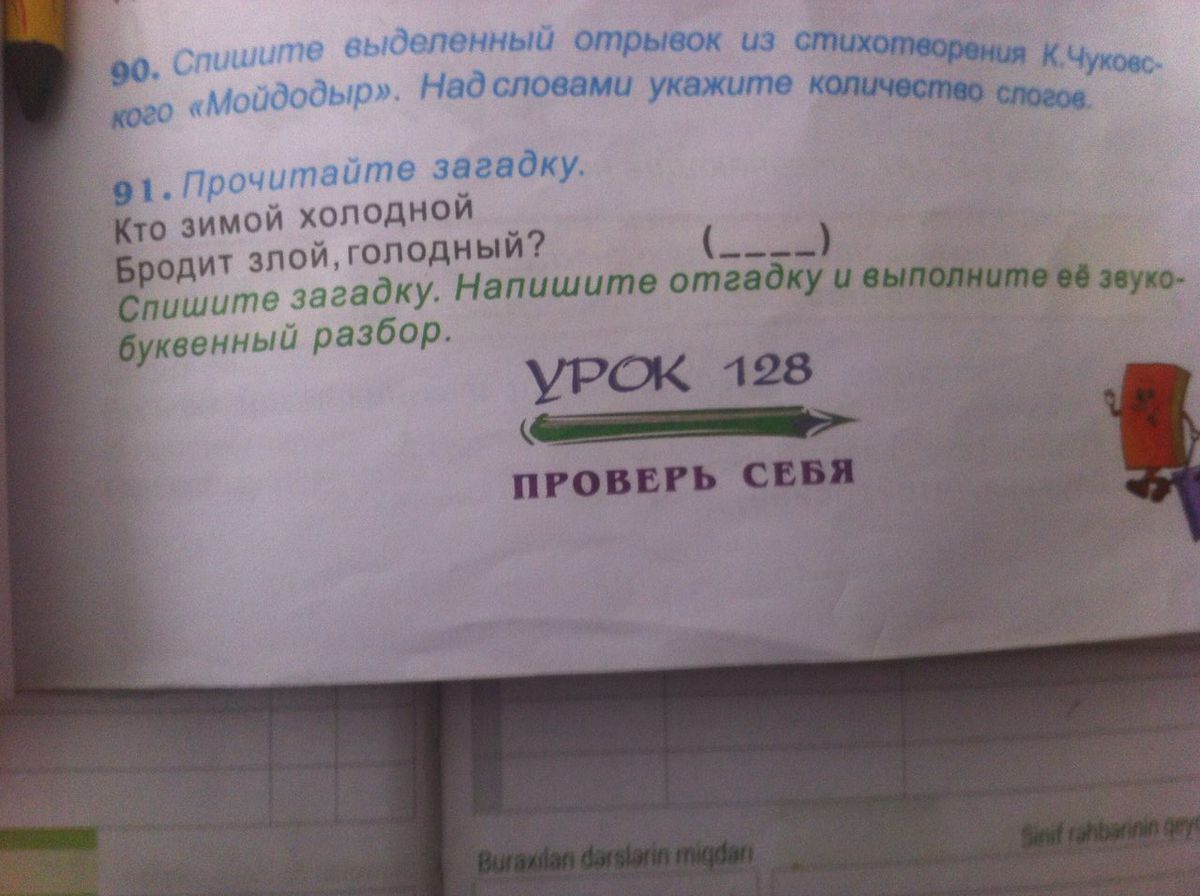 90. Спишите выделенный отрывок из стихотворения К.Чуковс-
кого «Мойдодыр». Над словами укажите количество слогов.
91. Прочитайте загадку.
Кто зимой холодной
Бродит злой, голодный? (____)
Спишите загадку. Напишите отгадку и выполните её звуко-
буквенный разбор.
УРОК 128
ПРОВЕРЬ СЕБЯ
Sinif rəhbərinin qeyd
Buraxılan dərslərin miqdarı